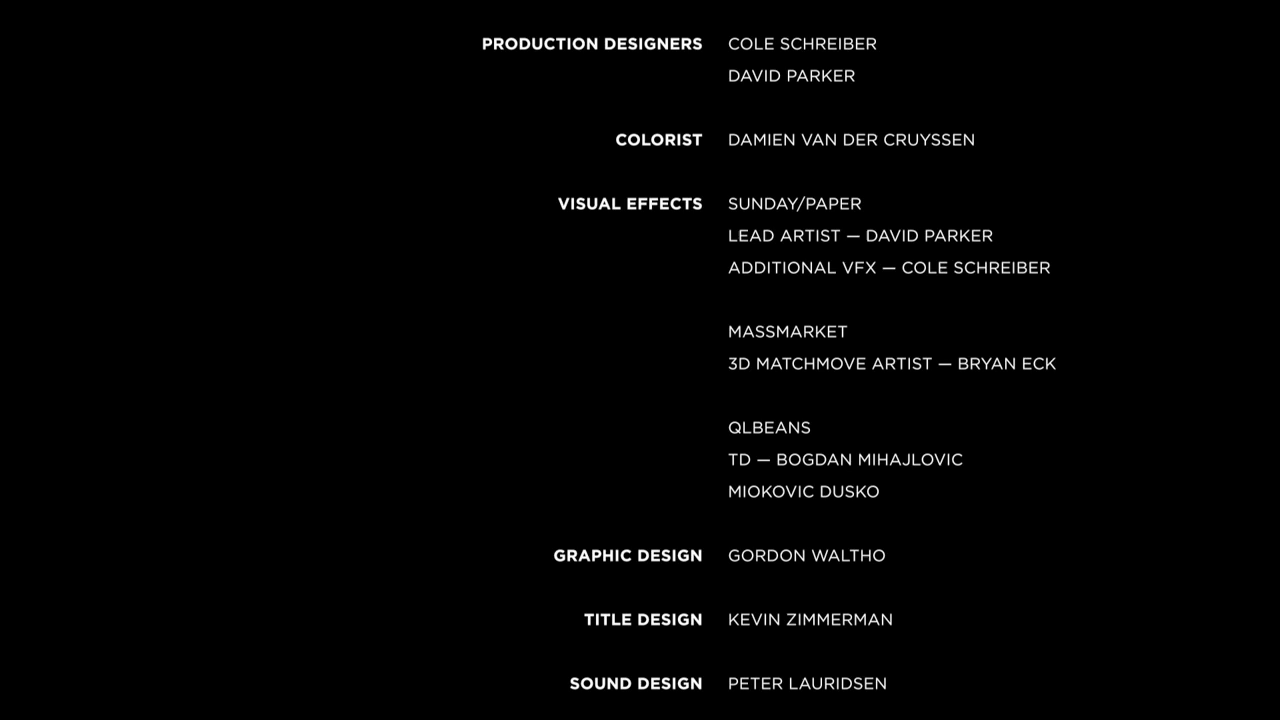 PRODUCTION DESIGNERS COLE SCHREIBER
DAVID PARKER
COLORIST DAMIEN VAN DER CRUYSSEN
VISUAL EFFECTS SUNDAY/PAPER
LEAD ARTIST — DAVID PARKER
ADDITIONAL VFX — COLE SCHREIBER
MASSMARKET
3D MATCHMOVE ARTIST — BRYAN ECK
QLBEANS
TD — BOGDAN MIHAJLOVIC
MIOKOVIC DUSKO
GRAPHIC DESIGN GORDON WALTHO
TITLE DESIGN KEVIN ZIMMERMAN
SOUND DESIGN PETER LAURIDSEN